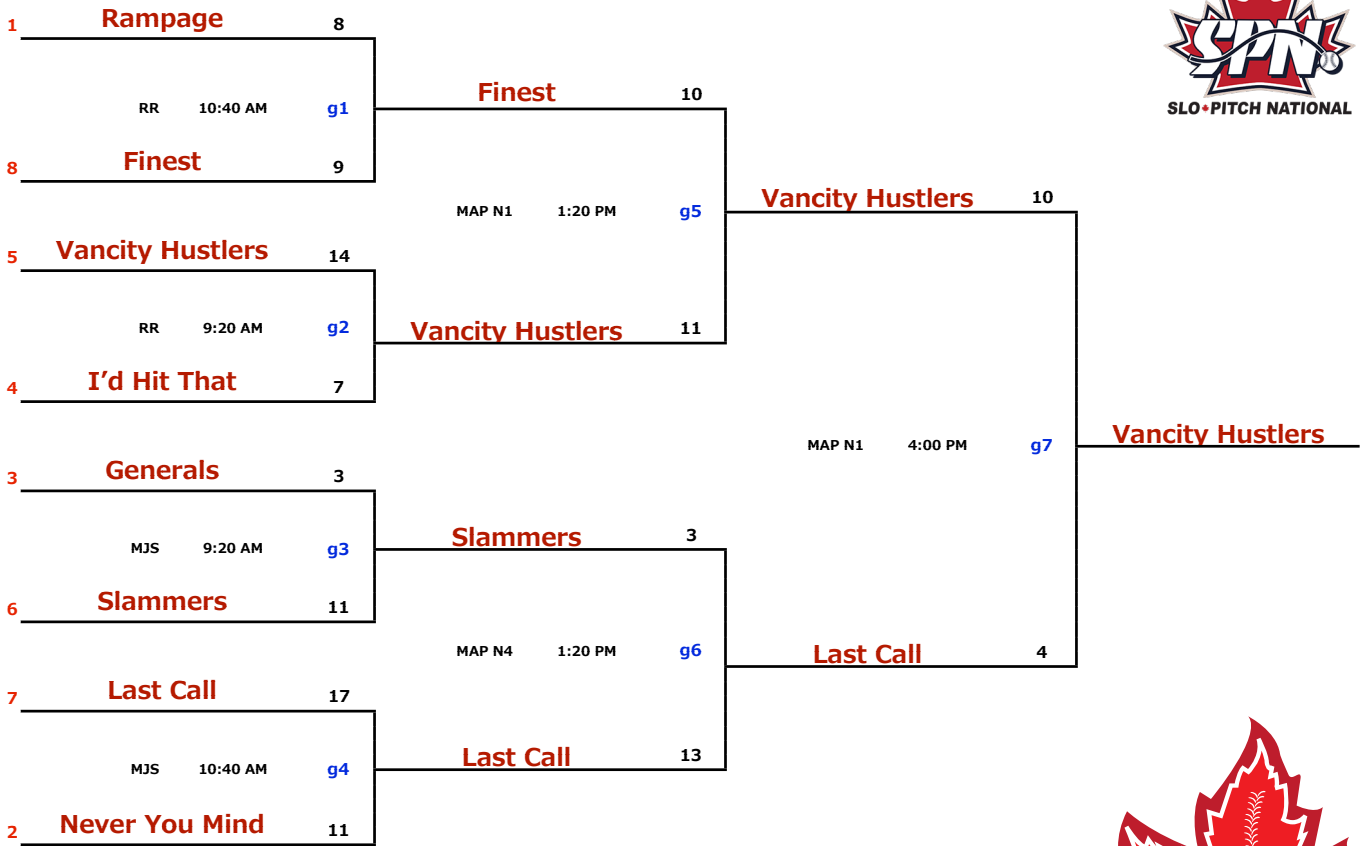 1 Rampage 8
RR 10:40 AM g1
8 Finest 9
Finest 10
MAP N1 1:20 PM g5
5 Vancity Hustlers 14
RR 9:20 AM g2
4 I’d Hit That 7
Vancity Hustlers 11
Vancity Hustlers 10
MAP N1 4:00 PM g7
Vancity Hustlers
3 Generals 3
MJS 9:20 AM g3
6 Slammers 11
Slammers 3
MAP N4 1:20 PM g6
7 Last Call 17
MJS 10:40 AM g4
2 Never You Mind 11
Last Call 13
Last Call 4
SPN
SLO PITCH NATIONAL